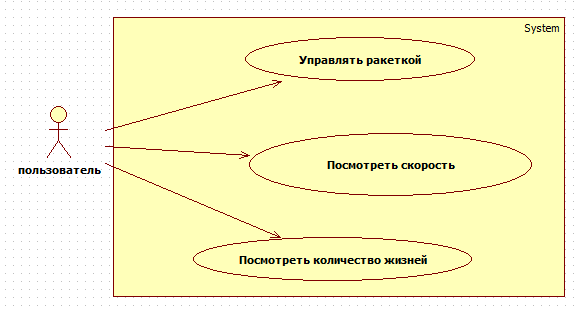 System
Управлять ракеткой
Посмотреть скорость
пользователь
Посмотреть количество жизней